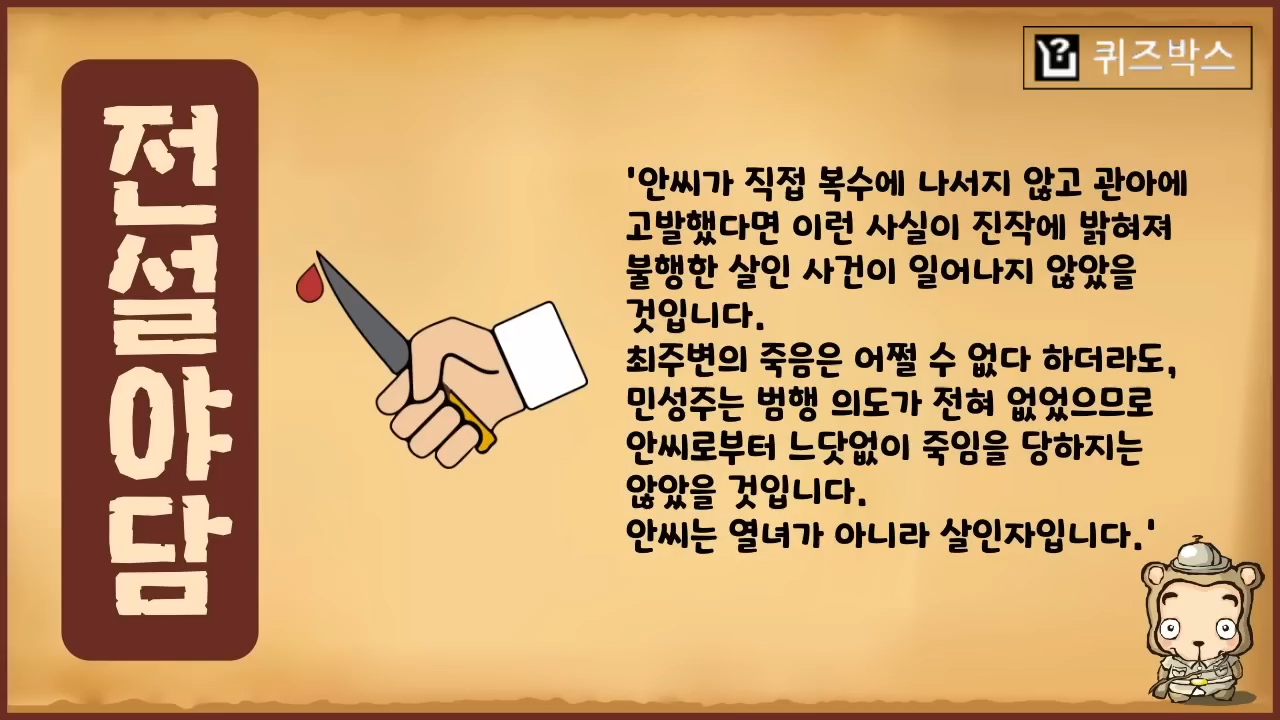 전설야담
퀴즈박스
'안씨가 직접 복수에 나서지 않고 관아에
고발했다면 이런 사실이 진작에 밝혀져
불행한 살인 사건이 일어나지 않았을
것입니다.
최주변의 죽음은 어쩔 수 없다 하더라도,
민성주는 범행 의도가 전혀 없었으므로
안씨로부터 느닷없이 죽임을 당하지는
않았을 것입니다.
안씨는 열녀가 아니라 살인자입니다.'